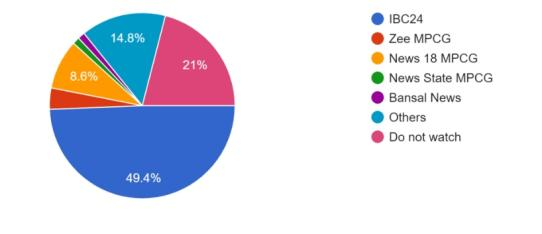 14.8%
21%
8.6%
49.4%
IBC24
Zee MPCG
News 18 MPCG
News State MPCG
Bansal News
Others
Do not watch